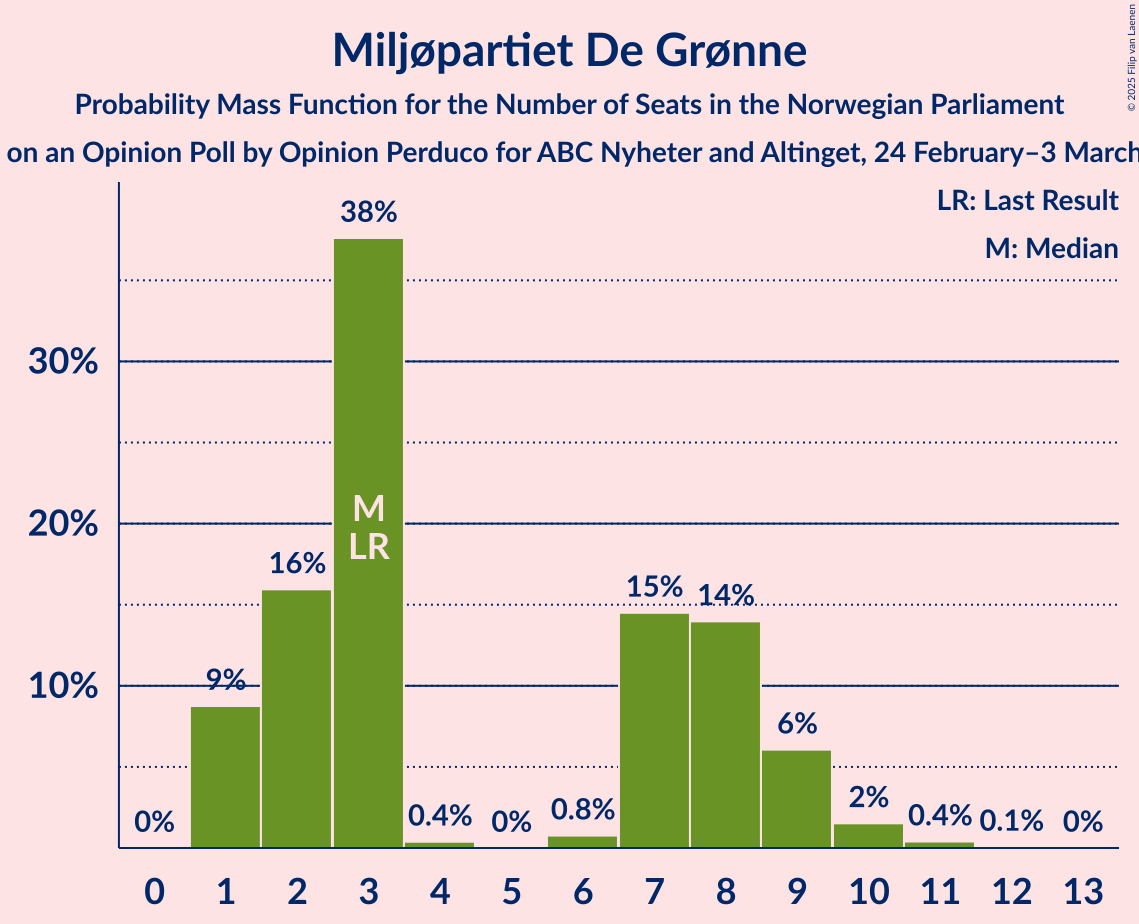 Miljøpartiet De Grønne
Probability Mass Function for the Number of Seats in the Norwegian Parliament
on an Opinion Poll by Opinion Perduco for ABC Nyheter and Altinget, 24 February–3 March
© 2025 Filip van Laenen
LR: Last Result
M: Median
30%
20%
10%
0%
9%
16%
38%
0.4%
0%
0.8%
15%
14%
6%
2%
0.4%
0.1%
0%
M
LR
0 1 2 3 4 5 6 7 8 9 10 11 12 13